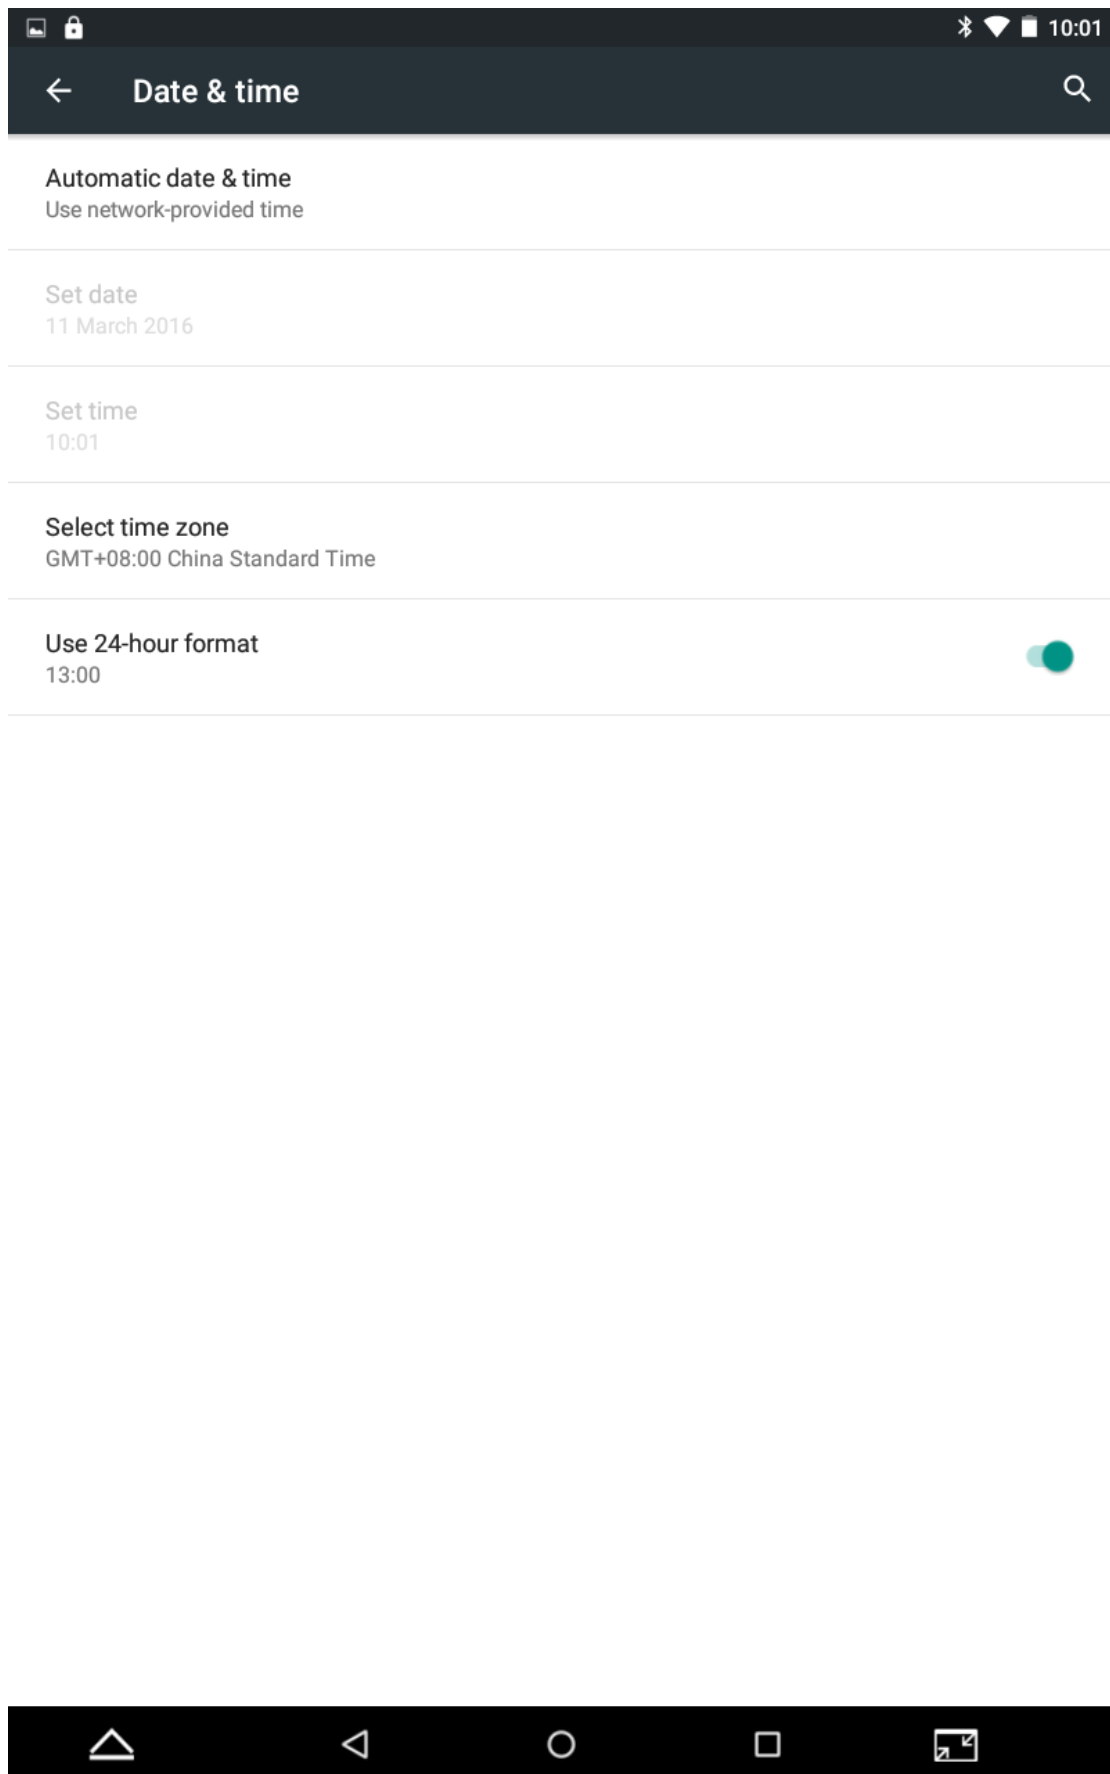 10:01
Date & time
Automatic date & time
Use network-provided time
Set date
11 March 2016
Set time
10:01
Select time zone
GMT+08:00 China Standard Time
Use 24-hour format
13:00